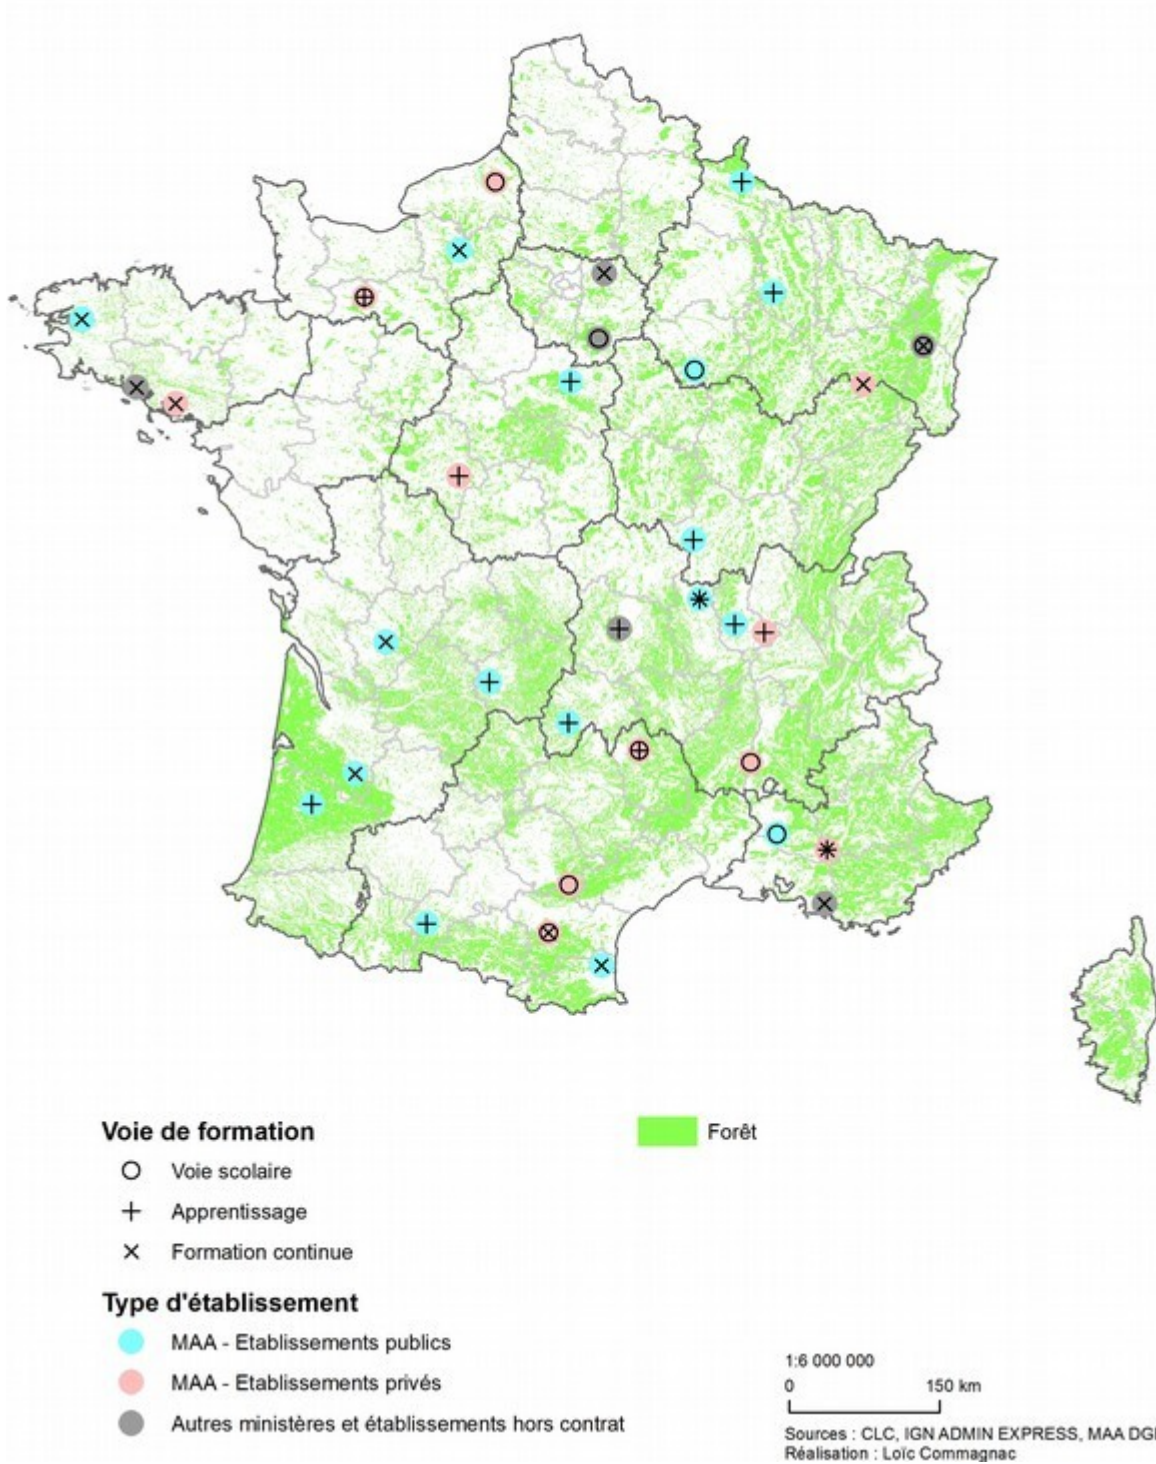 Voie de formation
Forêt
Voie scolaire
Apprentissage
Formation continue
Type d'établissement
MAA - Etablissements publics
MAA - Etablissements privés
Autres ministères et établissements hors contrat
1:6 000 000
0 150 km
Sources : CLC, IGN ADMIN EXPRESS, MAA
Réalisation : Loïc Commagnac